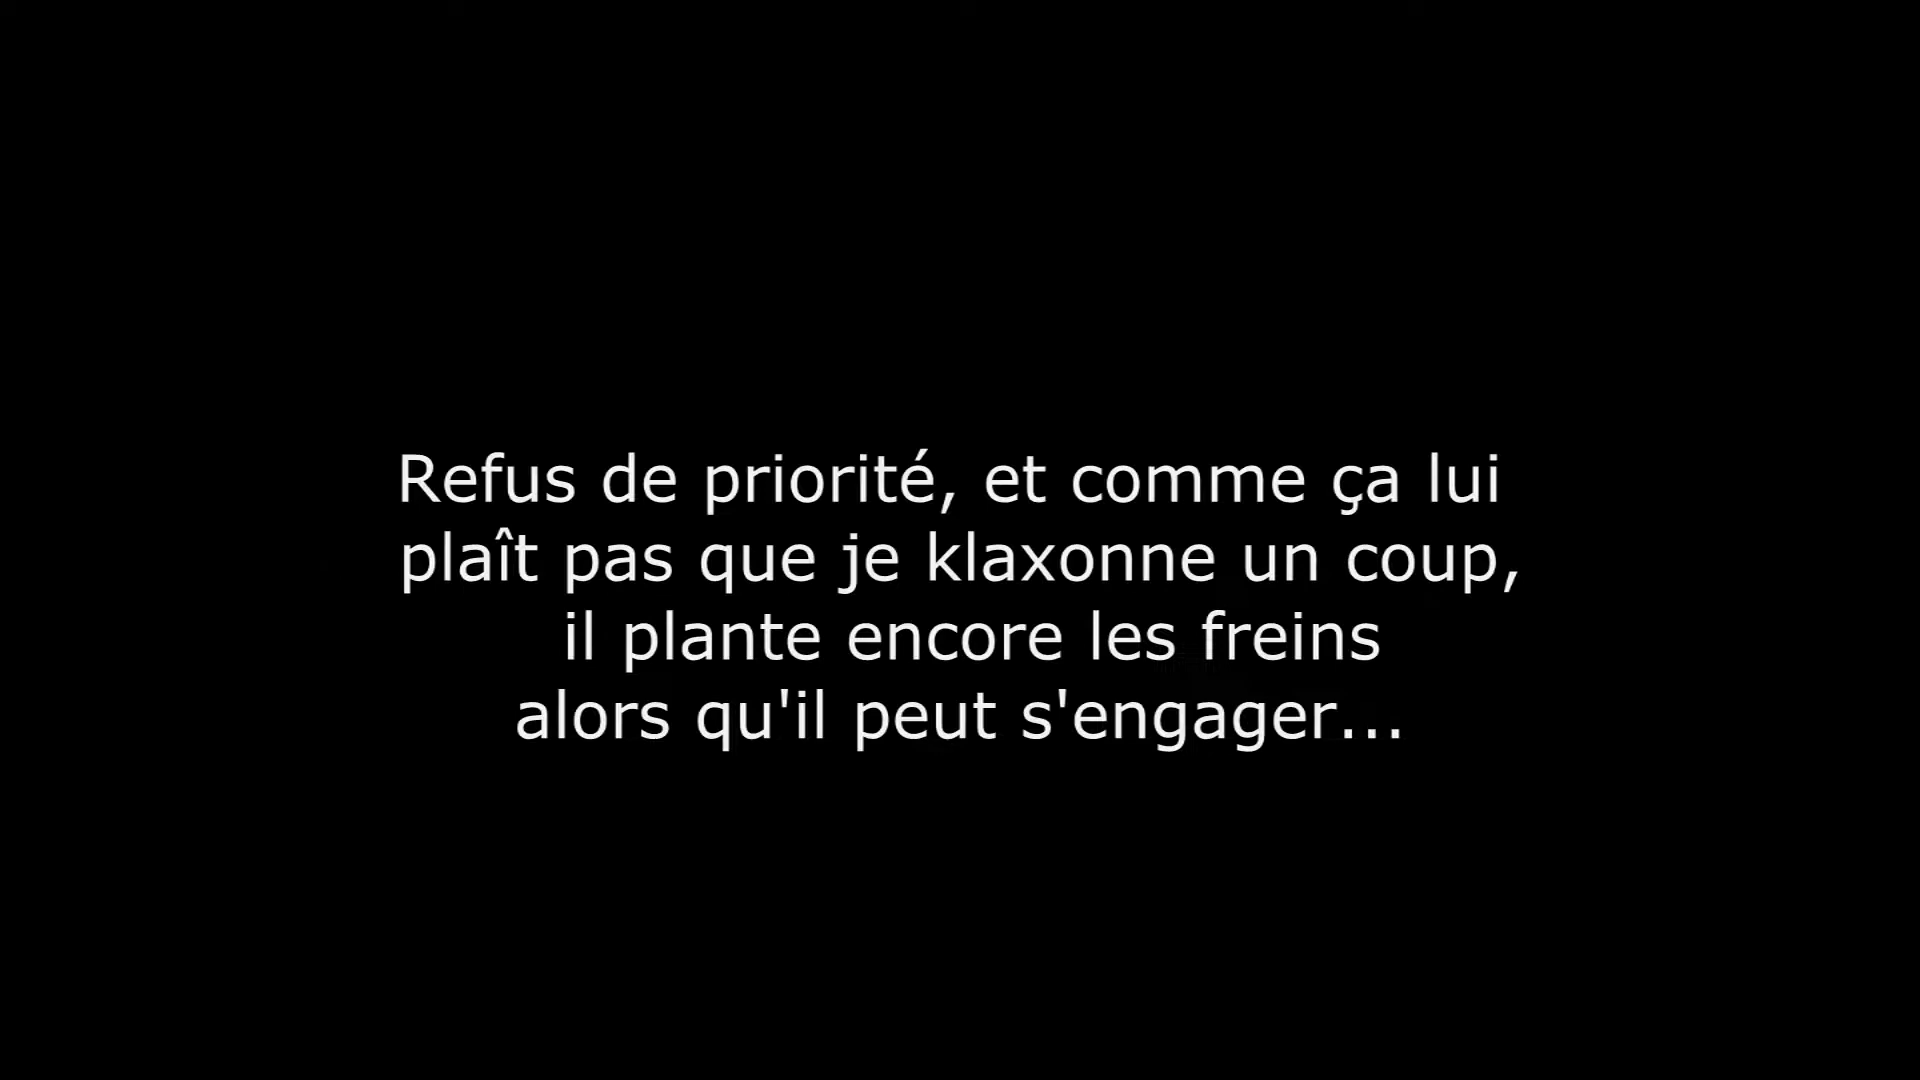 Refus de priorité, et comme ça lui
plaît pas que je klaxonne un coup,
il plante encore les freins
alors qu'il peut s'engager...